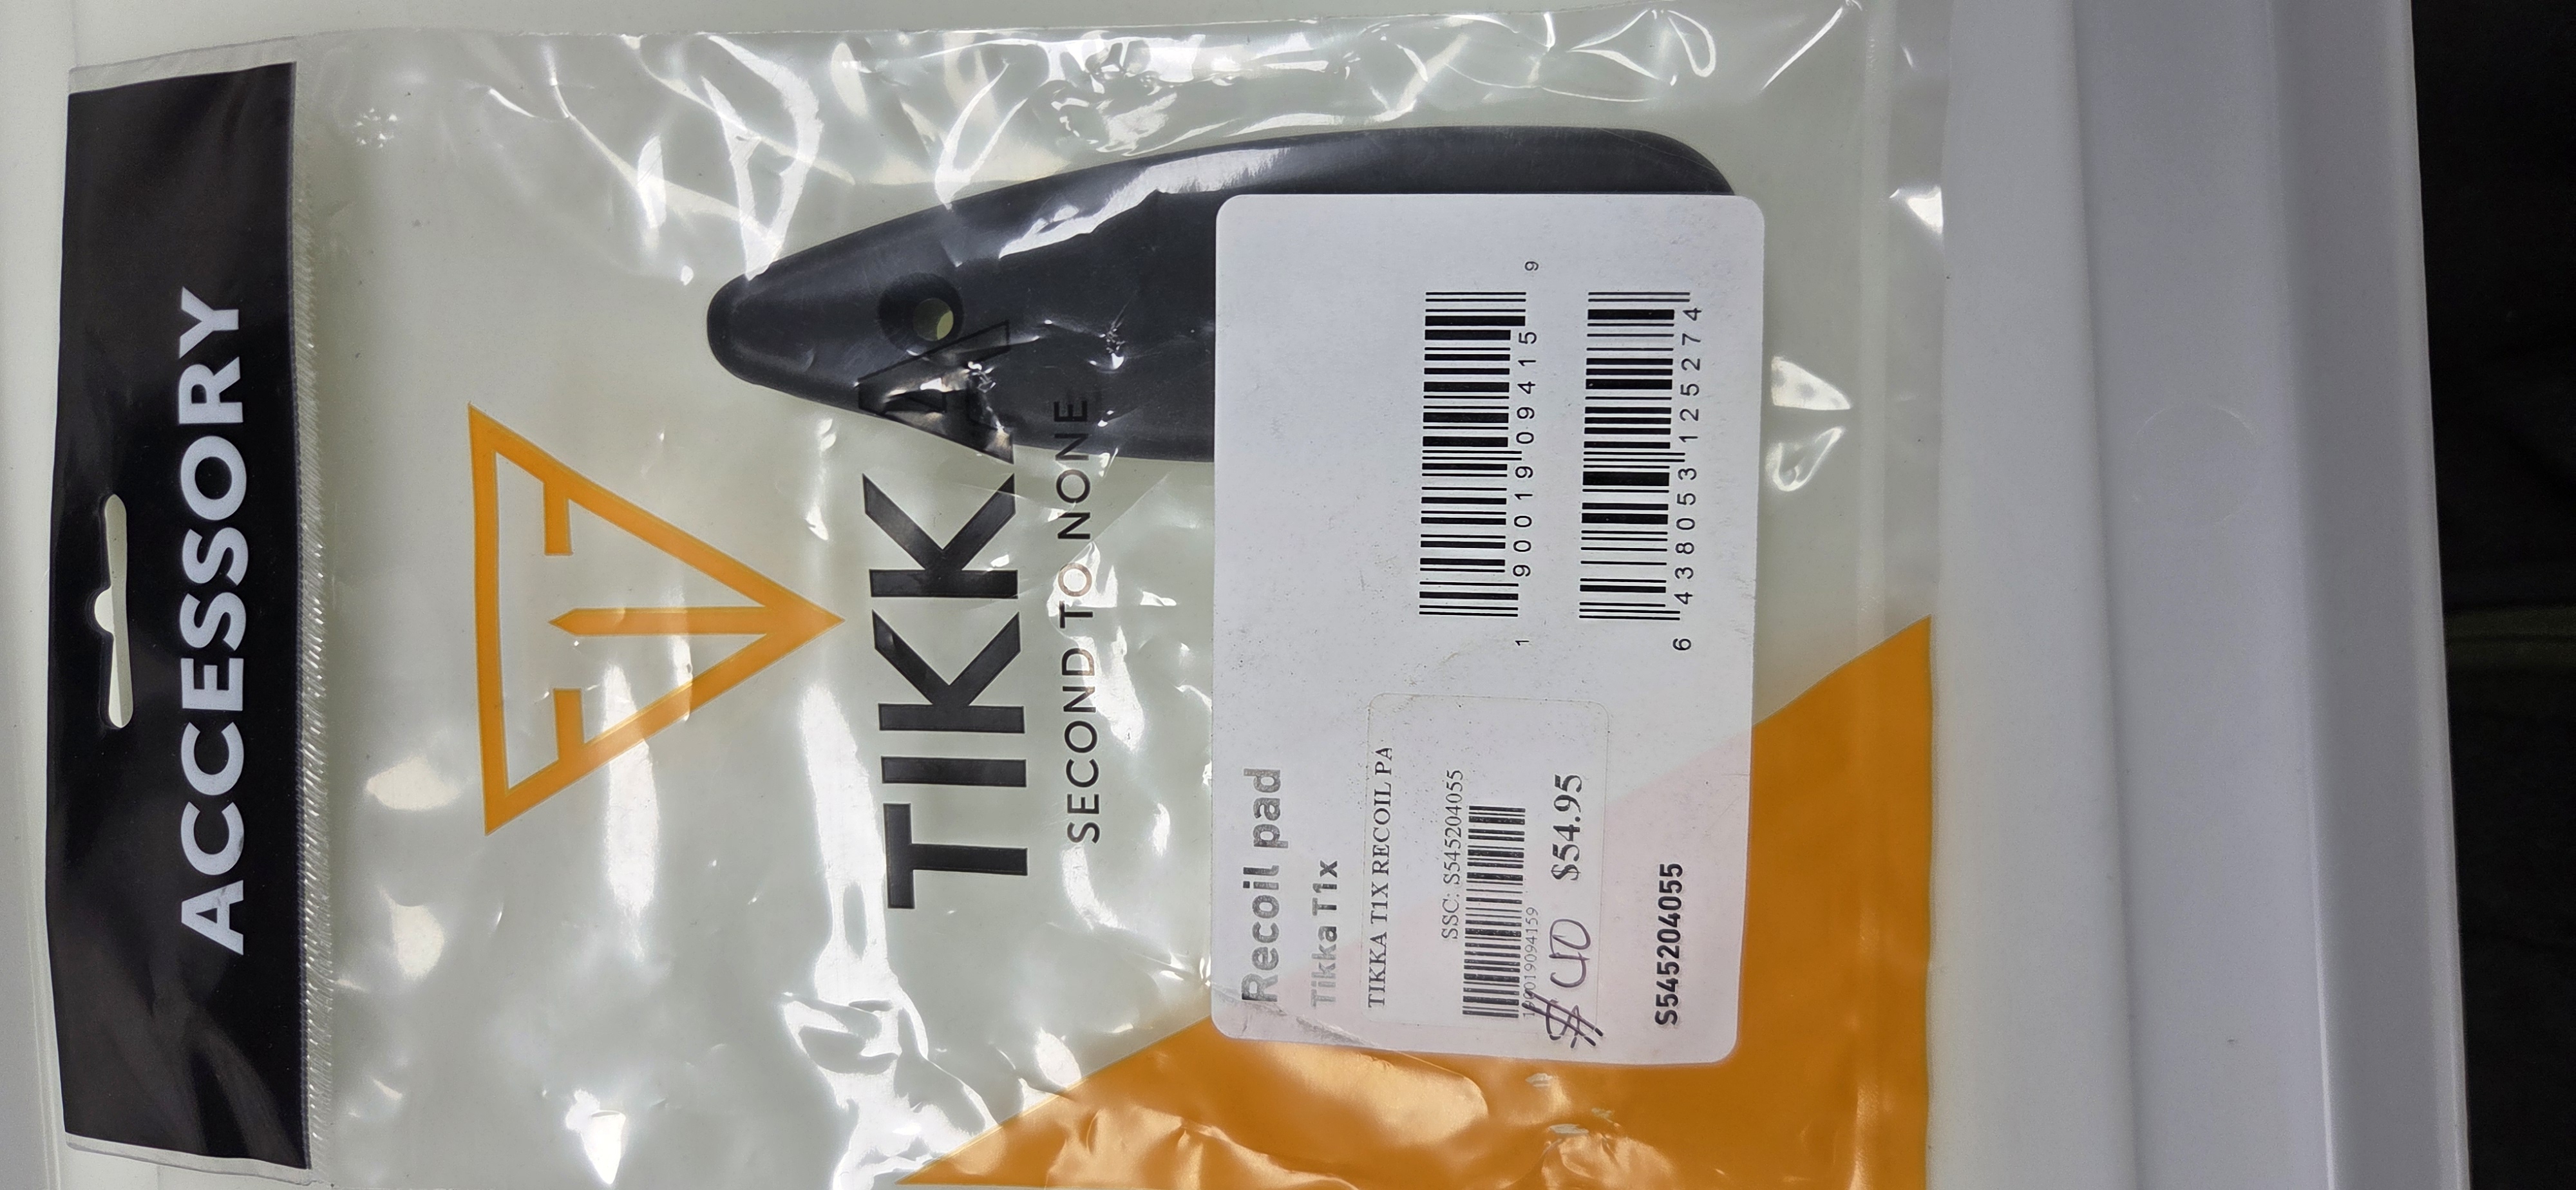 ACCESSORY
TIKKA
SECOND TO NONE
Recoil pad
Tikka T1x
TIKKA T1X RECOIL PA
SSC: S545204055
190019094159
$40 $54.95
S545204055
1 90019 09415 9
6 438053 125274